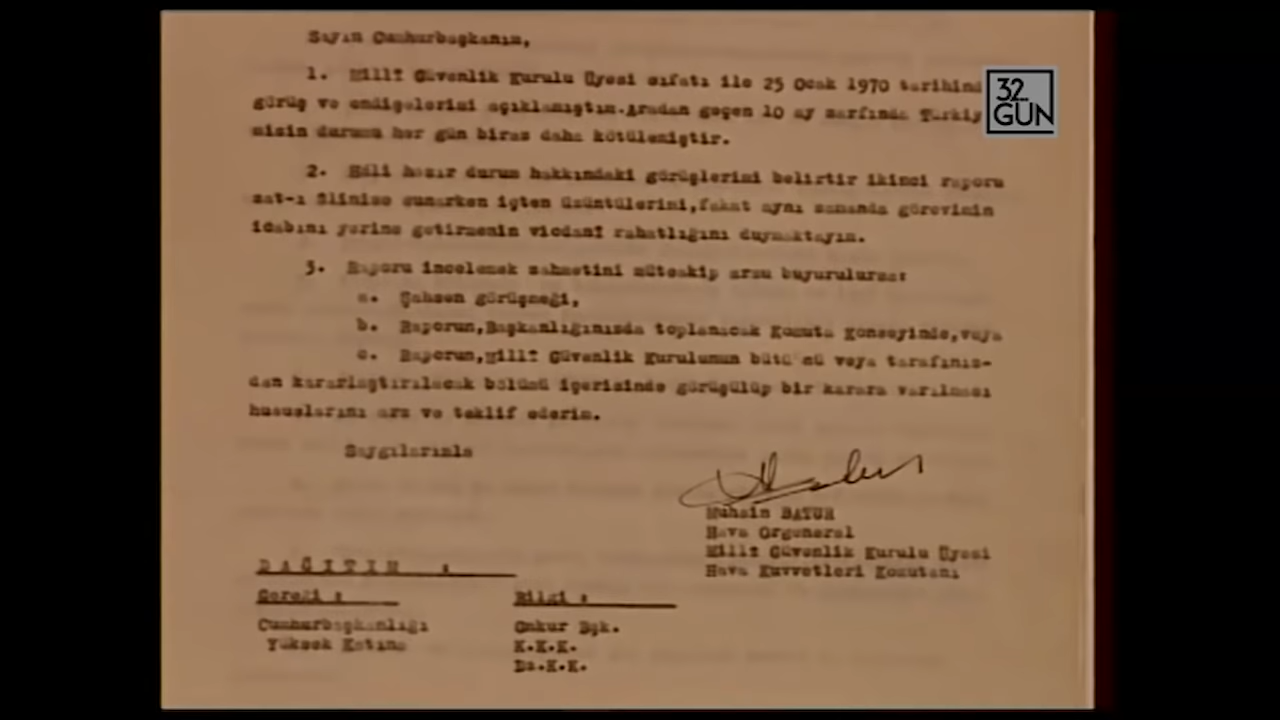 Sayın Cumhurbaşkanım,
32.
GÜN
1. Millî Güvenlik Kurulu Üyesi sıfatı ile 25 Ocak 1970 tarihind
görüş ve endişelerimi açıklamıştım.Aradan geçen 10 ay zarfında Türkiy
mizin durumu her gün biraz daha kötülemiştir.
2. Hâli hazır durum hakkındaki görüşlerimi belirtir ikinci raporu
zat-ı âlinize sunarken içten üzüntülerimi,fakat aynı zamanda görevimin
icabını yerine getirmenin vicdanî rahatlığını duymaktayım.
3. Raporu incelemek zahmetini müteakip arzu buyurulursa:
a. Şahsen görüşmeği,
b. Raporun,Başkanlığınızda toplanacak Komuta Konseyinde,veya
c. Raporun,Millî Güvenlik Kurulunun bütünü veya tarafınız-
dan kararlaştırılacak bölümü içerisinde görüşülüp bir karara varılması
hususlarını arz ve teklif ederim.
Saygılarımla
Muhsin BATUR
Hava Orgeneral
Millî Güvenlik Kurulu Üyesi
Hava Kuvvetleri Komutanı
DAĞITIM :
Gereği :
Bilgi :
Cumhurbaşkanlığı
Yüksek Katına
Gnkur Bşk.
K.K.K.
Dz.K.K.